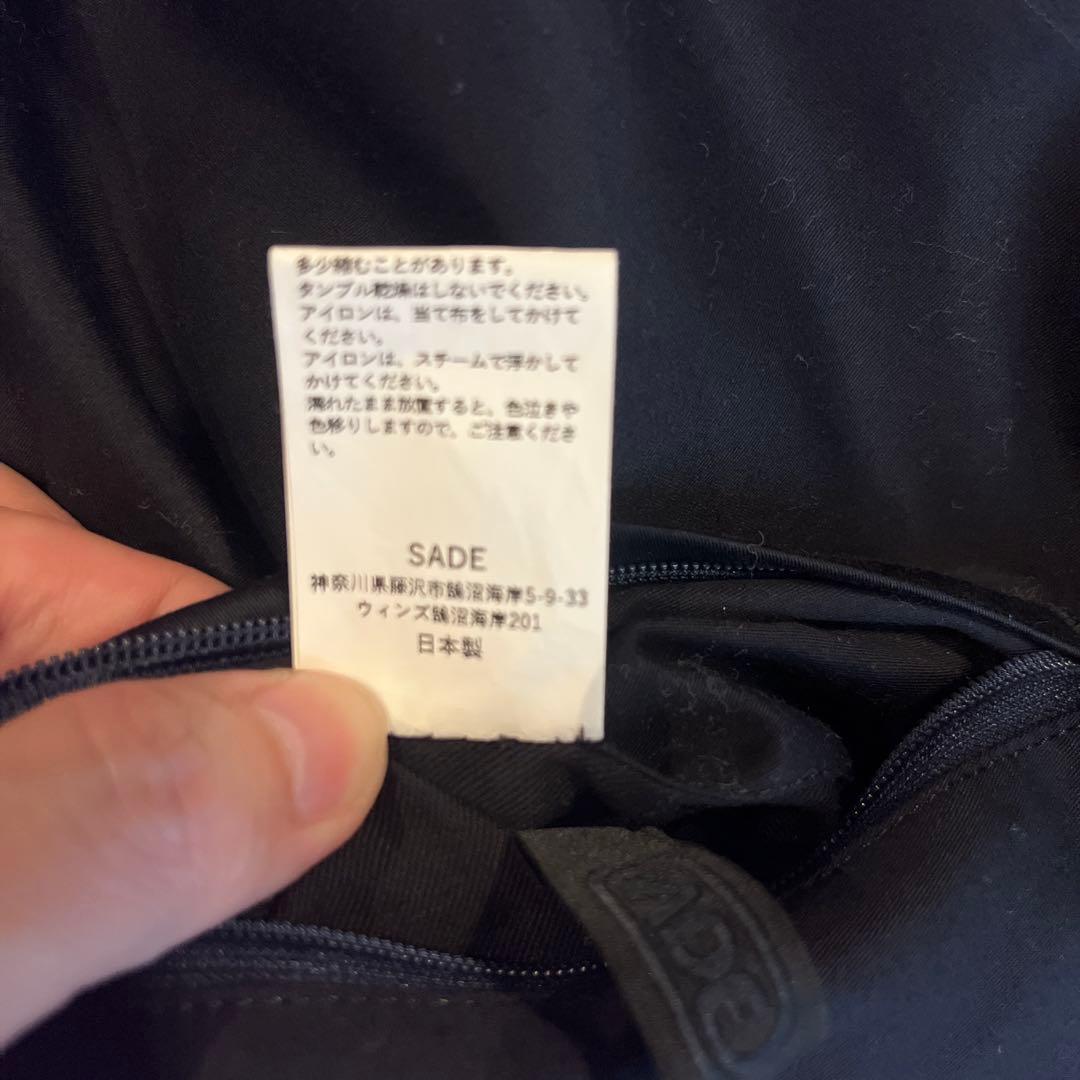 多少縮むことがあります。
タンブル乾燥はしないでください。
アイロンは、当て布をしてかけて
ください。
アイロンは、スチームで浮かして
かけてください。
濡れたまま放置すると、色泣きや
色移りしますので、ご注意くださ
い。
SADE
神奈川県藤沢市鵠沼海岸5-9-33
ウィンズ鵠沼海岸201
日本製
ADE